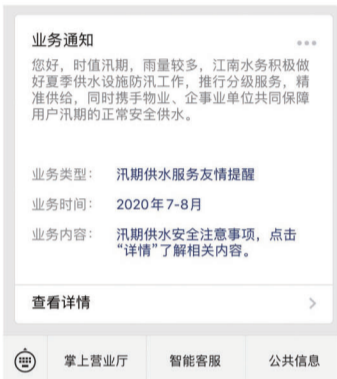 业务通知
您好，时值汛期，雨量较多，江南水务积极做
好夏季供水设施防汛工作，推行分级服务，精
准供给，同时携手物业、企事业单位共同保障
用户汛期的正常安全供水。
业务类型： 汛期供水服务友情提醒
业务时间： 2020年7-8月
业务内容： 汛期供水安全注意事项，点击
“详情”了解相关内容。
查看详情
掌上营业厅 智能客服 公共信息